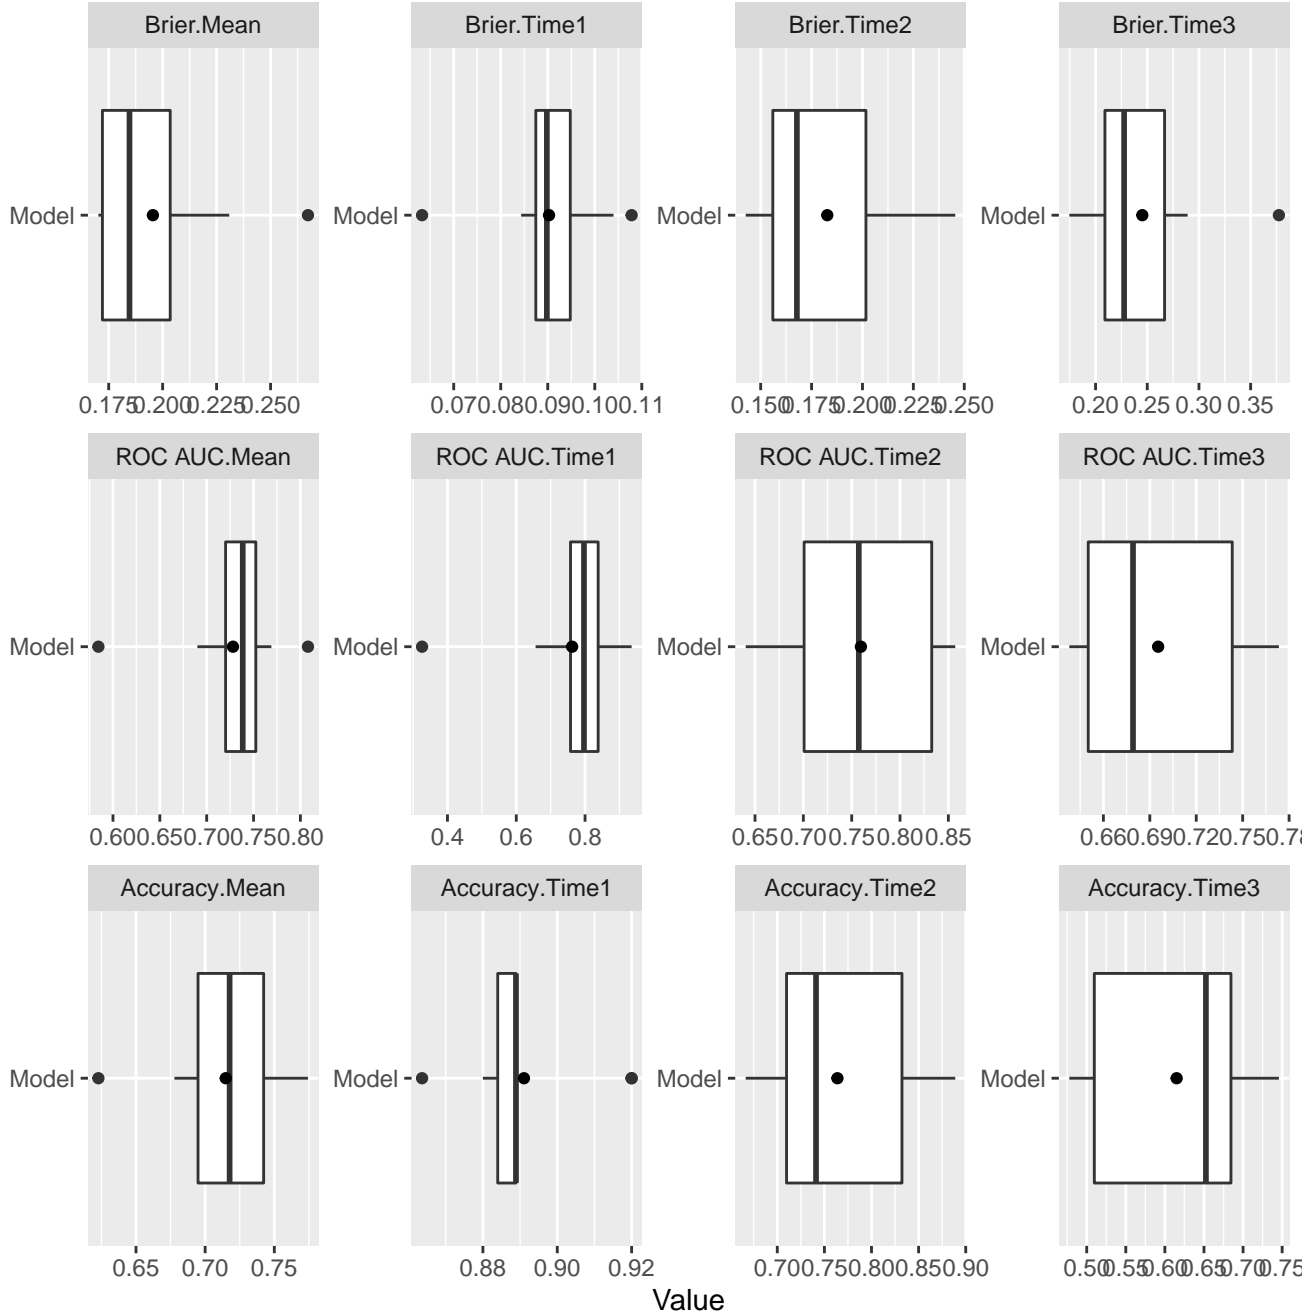 Brier.Mean Brier.Time1 Brier.Time2 Brier.Time3
Model Model Model Model
0.175 0.200 0.225 0.250 0.07 0.08 0.09 0.10 0.11 0.150 0.175 0.200 0.225 0.250 0.20 0.25 0.30 0.35
ROC AUC.Mean ROC AUC.Time1 ROC AUC.Time2 ROC AUC.Time3
Model Model Model Model
0.60 0.65 0.70 0.75 0.80 0.4 0.6 0.8 0.65 0.70 0.75 0.80 0.85 0.66 0.69 0.72 0.75 0.78
Accuracy.Mean Accuracy.Time1 Accuracy.Time2 Accuracy.Time3
Model Model Model Model
0.65 0.70 0.75 0.88 0.90 0.92 0.70 0.75 0.80 0.85 0.90 0.50 0.55 0.60 0.65 0.70 0.75
Value